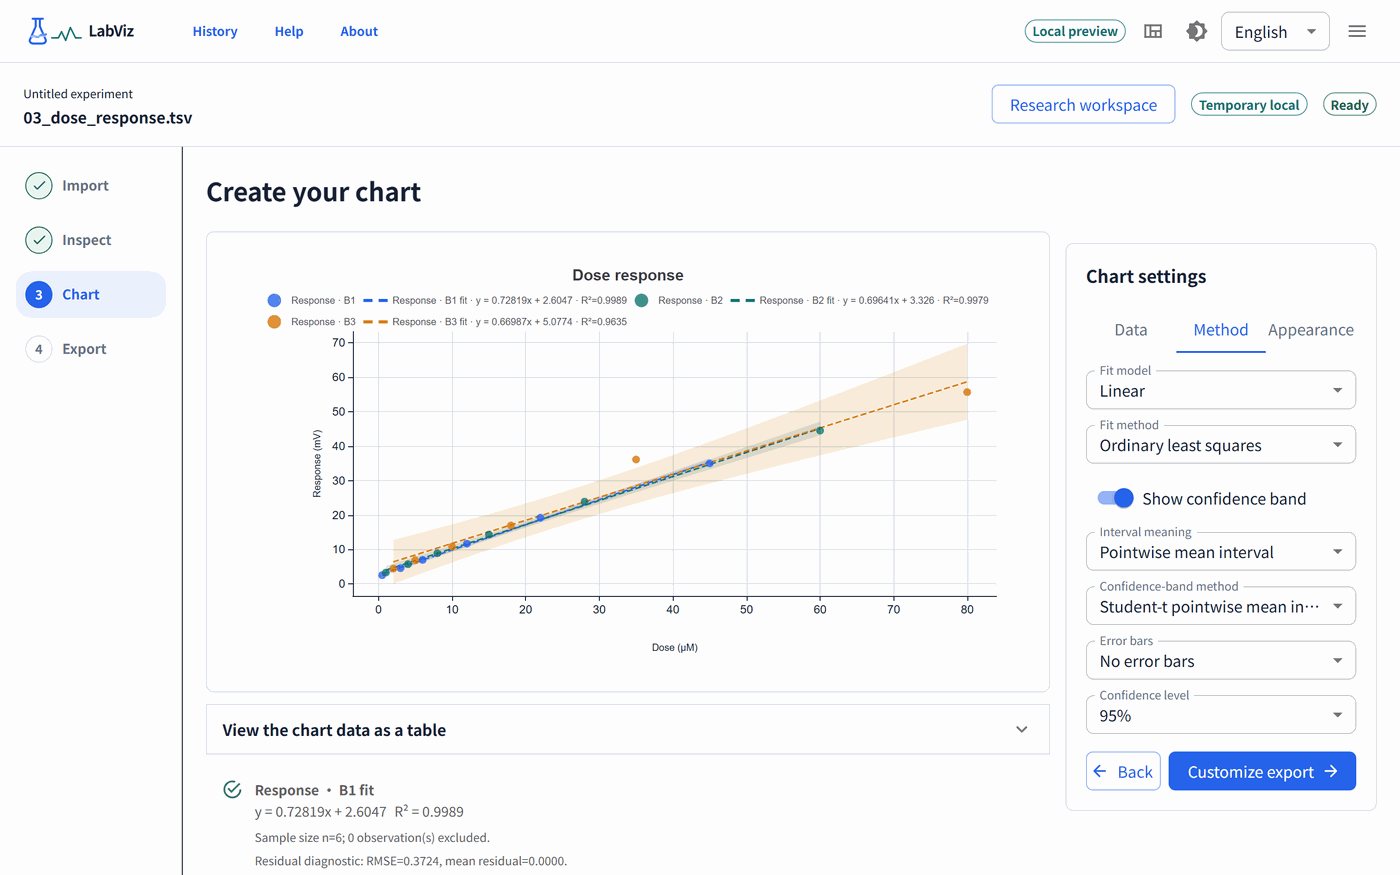 LabViz
History
Help
About
Local preview
English
Untitled experiment
03_dose_response.tsv
Research workspace
Temporary local
Ready
Import
Inspect
3
Chart
4
Export
Create your chart
Dose response
Response · B1
Response · B1 fit · y = 0.72819x + 2.6047 · R²=0.9989
Response · B2
Response · B2 fit · y = 0.69641x + 3.326 · R²=0.9979
Response · B3
Response · B3 fit · y = 0.66987x + 5.0774 · R²=0.9635
Response (mV)
70
60
50
40
30
20
10
0
0
10
20
30
40
50
60
70
80
Dose (μM)
View the chart data as a table
Response • B1 fit
y = 0.72819x + 2.6047 R² = 0.9989
Sample size n=6; 0 observation(s) excluded.
Residual diagnostic: RMSE=0.3724, mean residual=0.0000.
Chart settings
Data
Method
Appearance
Fit model
Linear
Fit method
Ordinary least squares
Show confidence band
Interval meaning
Pointwise mean interval
Confidence-band method
Student-t pointwise mean in···
Error bars
No error bars
Confidence level
95%
Back
Customize export